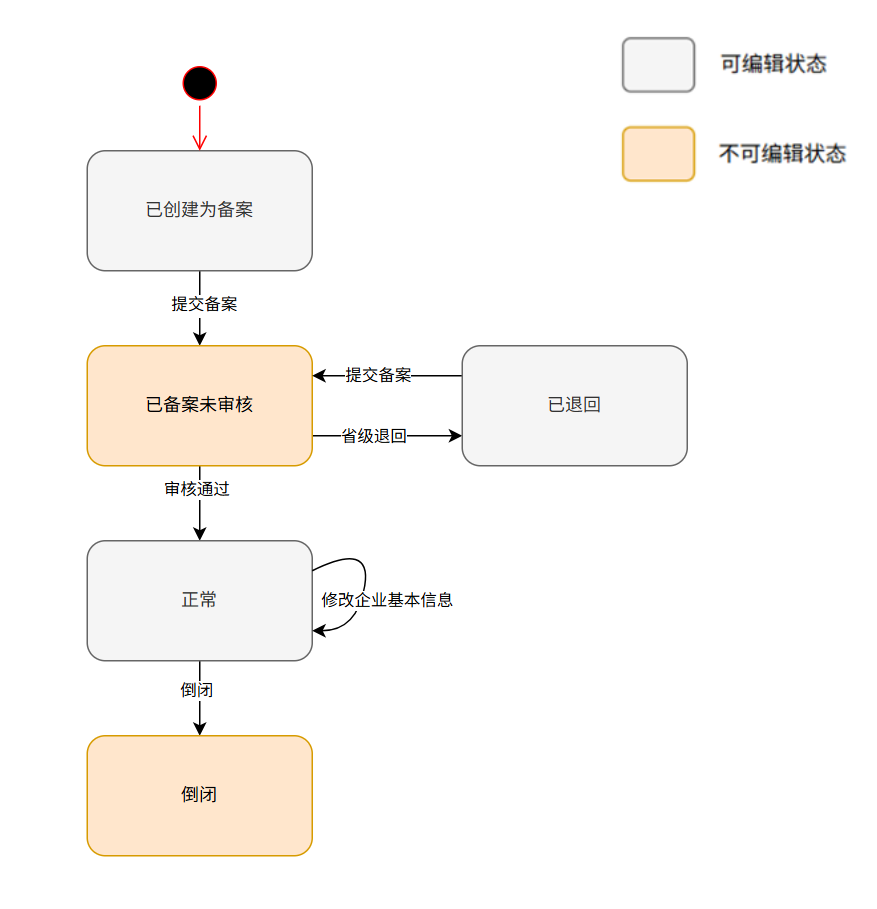 可编辑状态
不可编辑状态
已创建为备案
提交备案
已备案未审核
提交备案
省级退回
已退回
审核通过
正常
修改企业基本信息
倒闭
倒闭